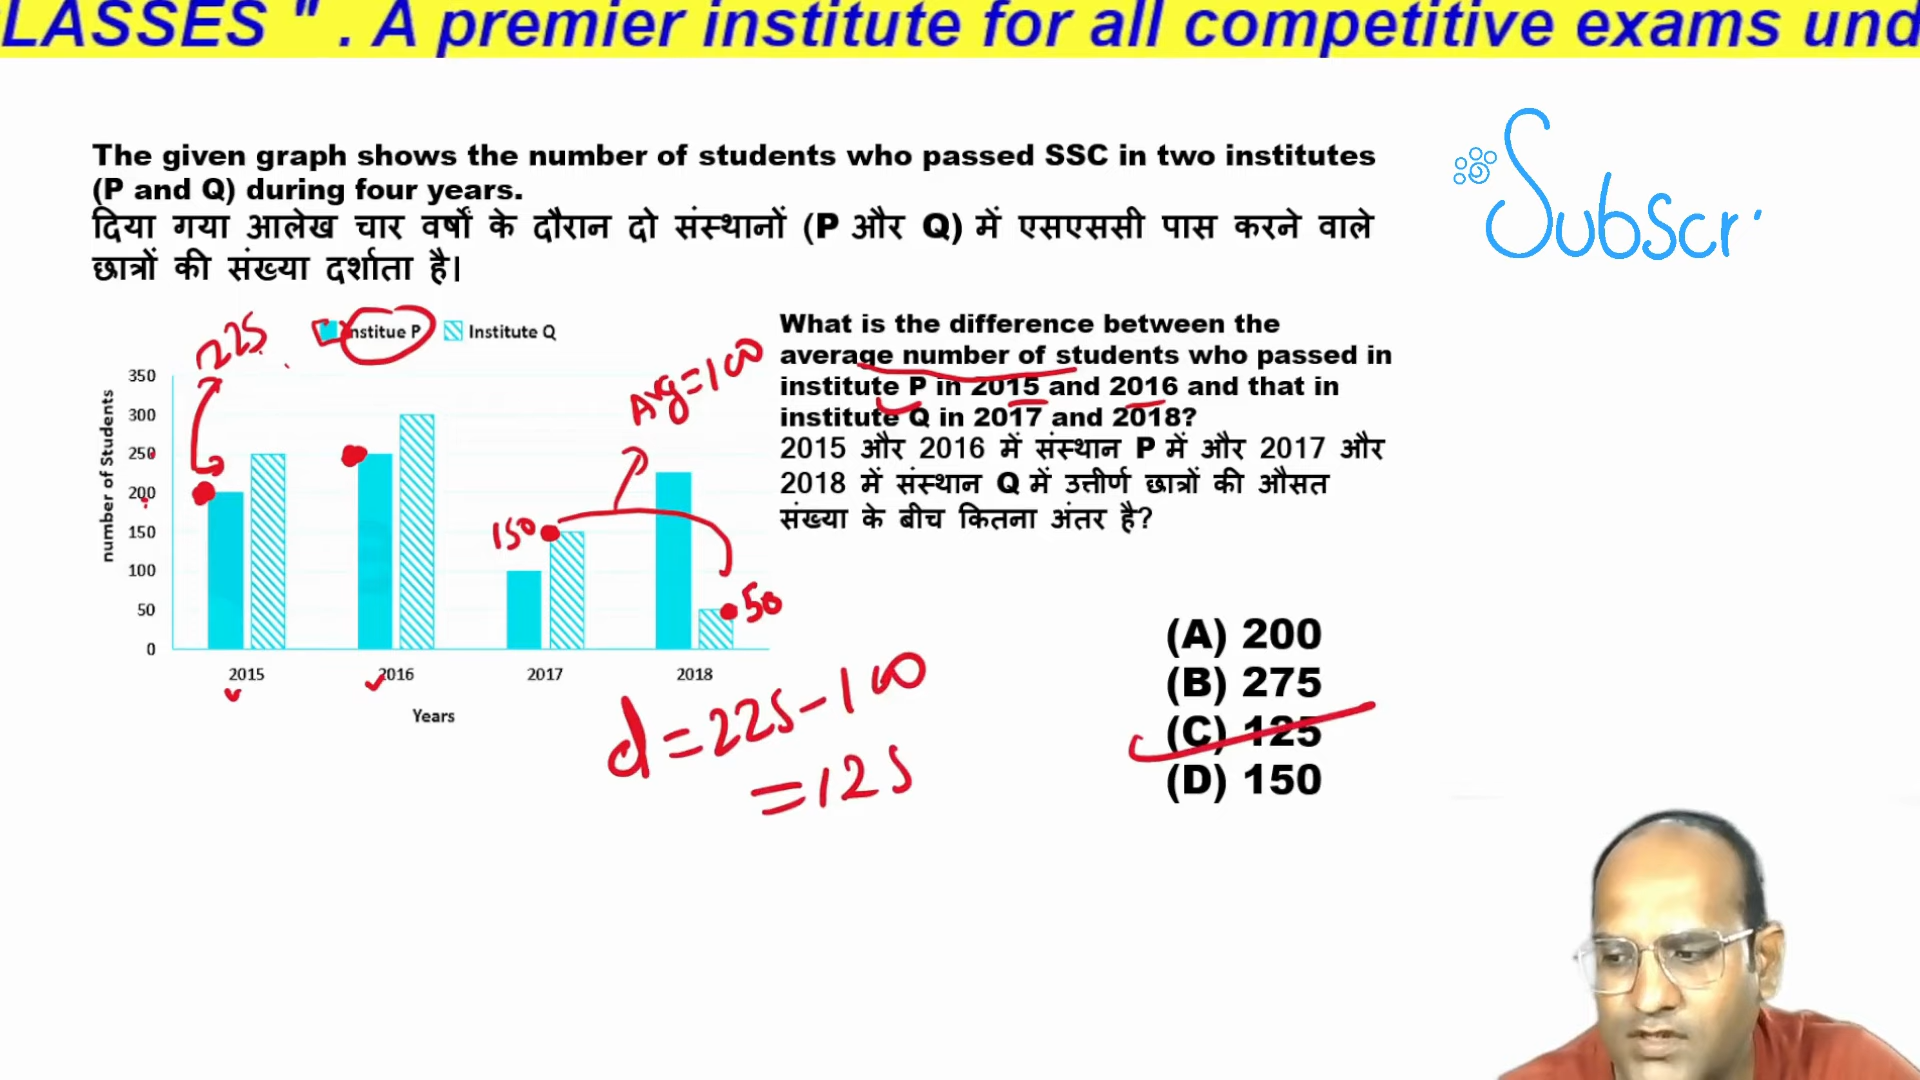 LASSES " . A premier institute for all competitive exams und
The given graph shows the number of students who passed SSC in two institutes
(P and Q) during four years.
दिया गया आलेख चार वर्षों के दौरान दो संस्थानों (P और Q) में एसएससी पास करने वाले
छात्रों की संख्या दर्शाता है।
Subscr
What is the difference between the
average number of students who passed in
institute P in 2015 and 2016 and that in
institute Q in 2017 and 2018?
2015 और 2016 में संस्थान P में और 2017 और
2018 में संस्थान Q में उत्तीर्ण छात्रों की औसत
संख्या के बीच कितना अंतर है?
nstitue P
Institute Q
225
Avg=100
number of Students
350
300
250
200
150
100
50
0
150
50
2015
2016
2017
2018
Years
d=225-100
=125
(A) 200
(B) 275
(C) 125
(D) 150